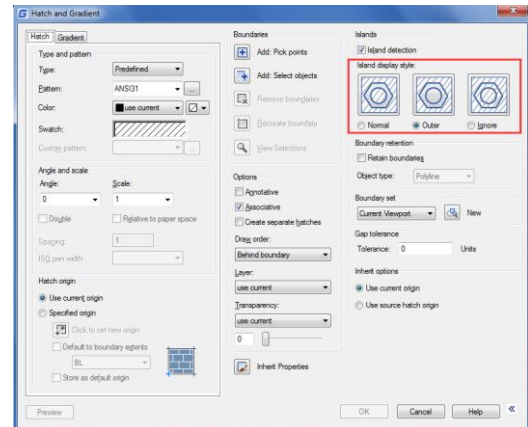 Hatch and Gradient
Hatch Gradient
Type and pattern
Type: Predefined
Pattern: ANSI31 ...
Color: use current
Swatch:
Custom pattern: ...
Angle and scale
Angle: Scale:
0 1
Double Relative to paper space
Spacing: 1
ISO pen width:
Hatch origin
Use current origin
Specified origin
Click to set new origin
Default to boundary extents
BL
Store as default origin
Preview
Boundaries
Add: Pick points
Add: Select objects
Remove boundaries
Recreate boundary
View Selections
Options
Annotative
Associative
Create separate hatches
Draw order:
Behind boundary
Layer:
use current
Transparency:
use current
0
Inherit Properties
Islands
Island detection
Island display style:
Normal Outer Ignore
Boundary retention
Retain boundaries
Object type: Polyline
Boundary set
Current Viewport New
Gap tolerance
Tolerance: 0 Units
Inherit options
Use current origin
Use source hatch origin
OK Cancel Help